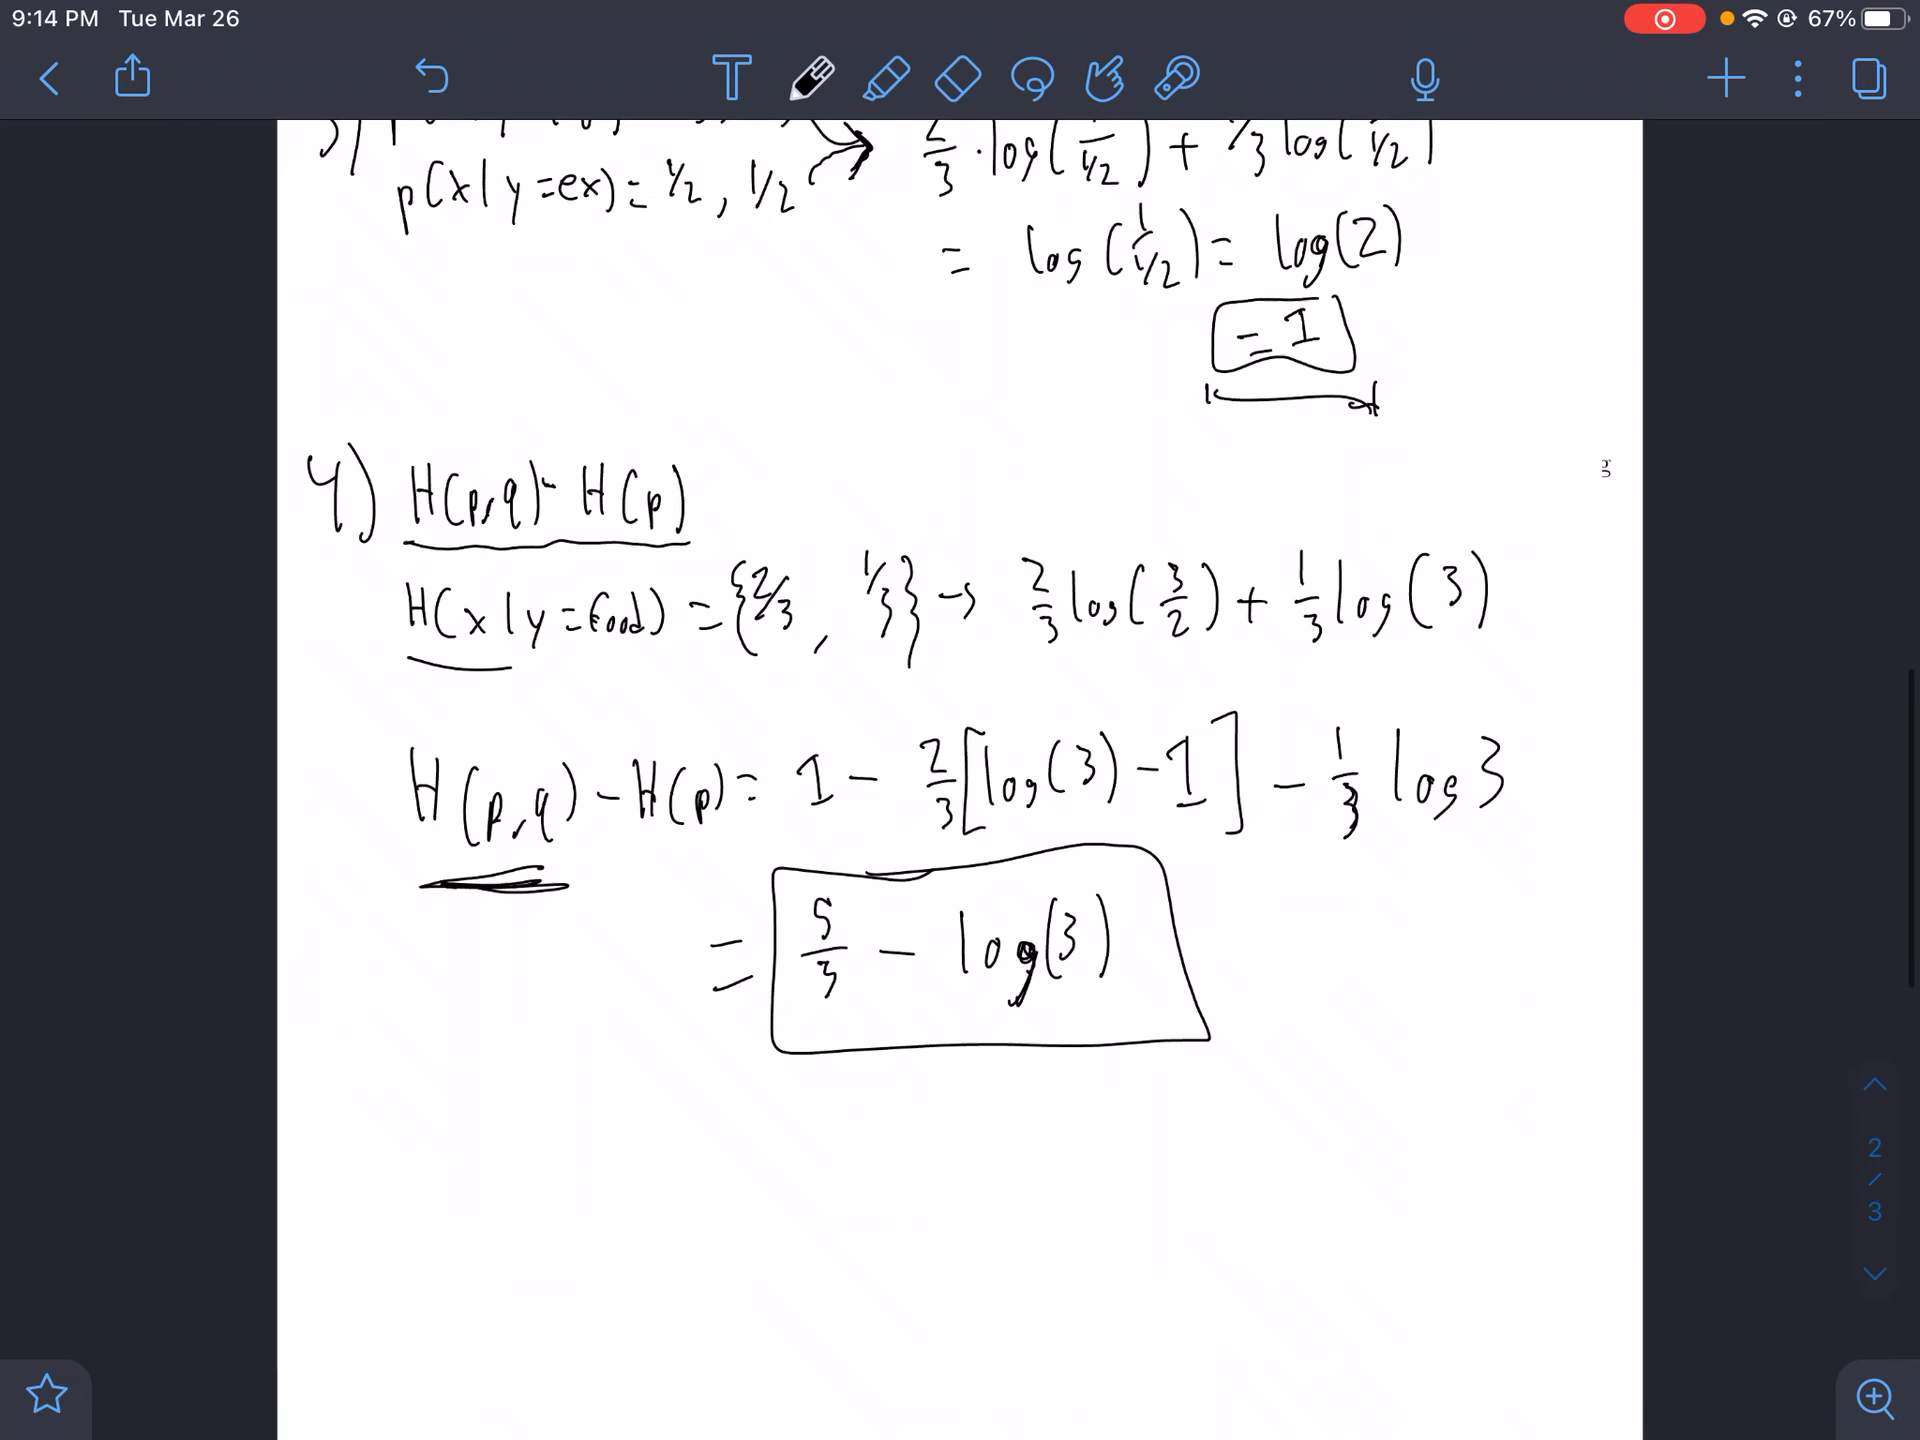 9:14 PM Tue Mar 26
67%
T
p(x|y=ex) = 1/2, 1/2
2/3 · log(1/1/2) + 1/3 log(1/1/2)
= log(1/1/2) = log(2)
= 1
4) H(p,q) - H(p)
g
H(x|y=Food) = {2/3, 1/3} → 2/3 log(3/2) + 1/3 log(3)
H(p,q) - H(p) = 1 - 2/3[log(3) - 1] - 1/3 log 3
= 5/3 - log(3)
2
/
3